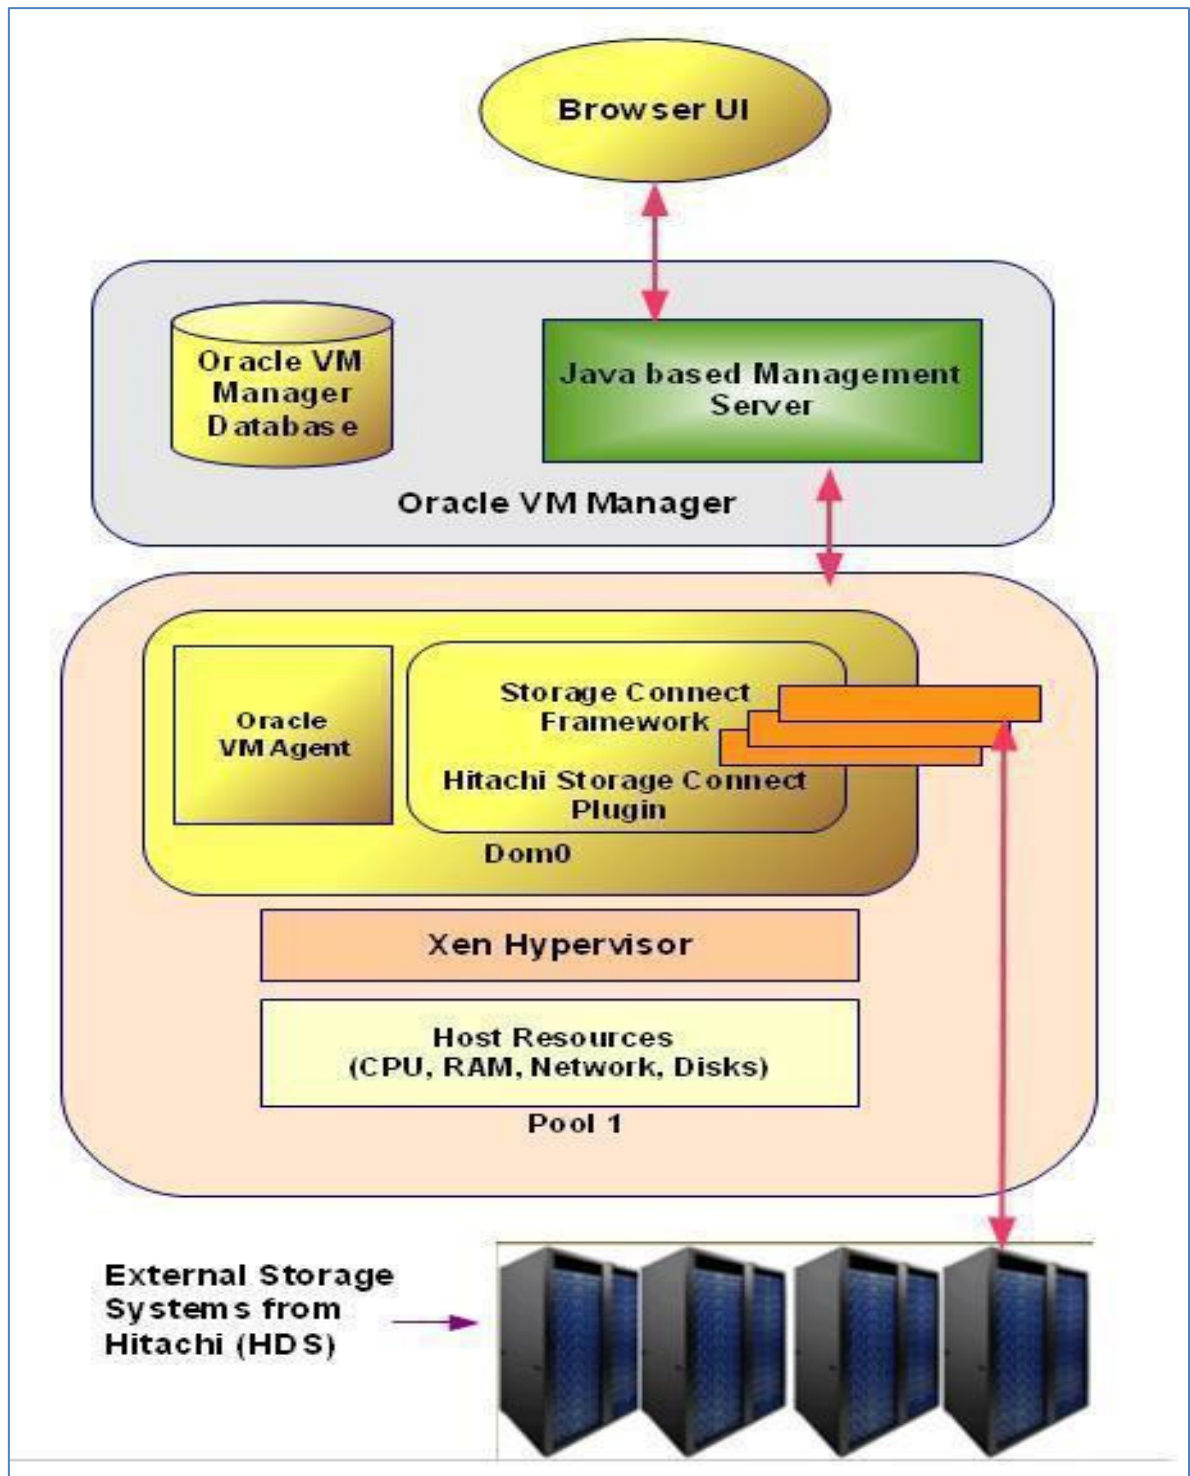 Browser UI
Oracle VM
Manager
Database
Java based Management
Server
Oracle VM Manager
Oracle
VM Agent
Storage Connect
Framework
Hitachi Storage Connect
Plugin
Dom0
Xen Hypervisor
Host Resources
(CPU, RAM, Network, Disks)
Pool 1
External Storage
Systems from
Hitachi (HDS)